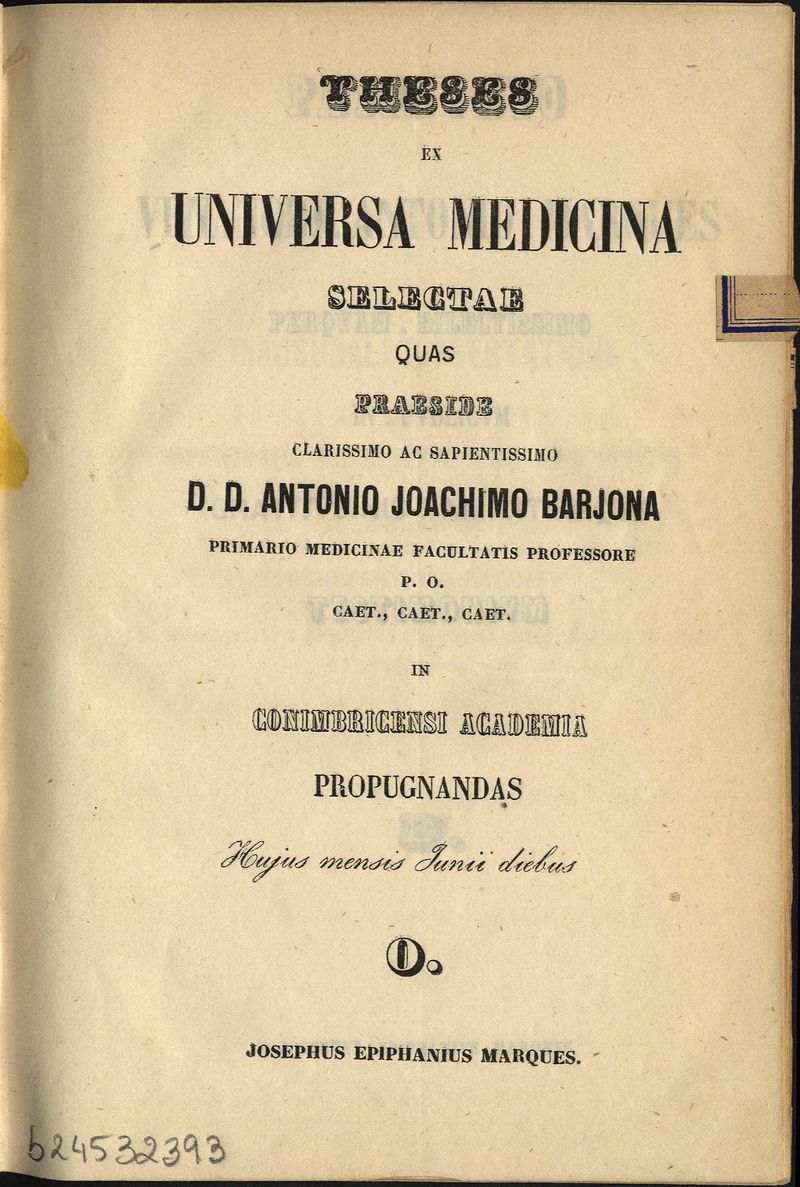 THESES
EX
UNIVERSA MEDICINA
SELECTAE
QUAS
PRAESIDE
CLARISSIMO AC SAPIENTISSIMO
D. D. ANTONIO JOACHIMO BARJONA
PRIMARIO MEDICINAE FACULTATIS PROFESSORE
P. O.
CAET., CAET., CAET.
IN
CONIMBRICENSI ACADEMIA
PROPUGNANDAS
Hujus mensis Junii diebus
O.
JOSEPHUS EPIPHANIUS MARQUES.
b24532393